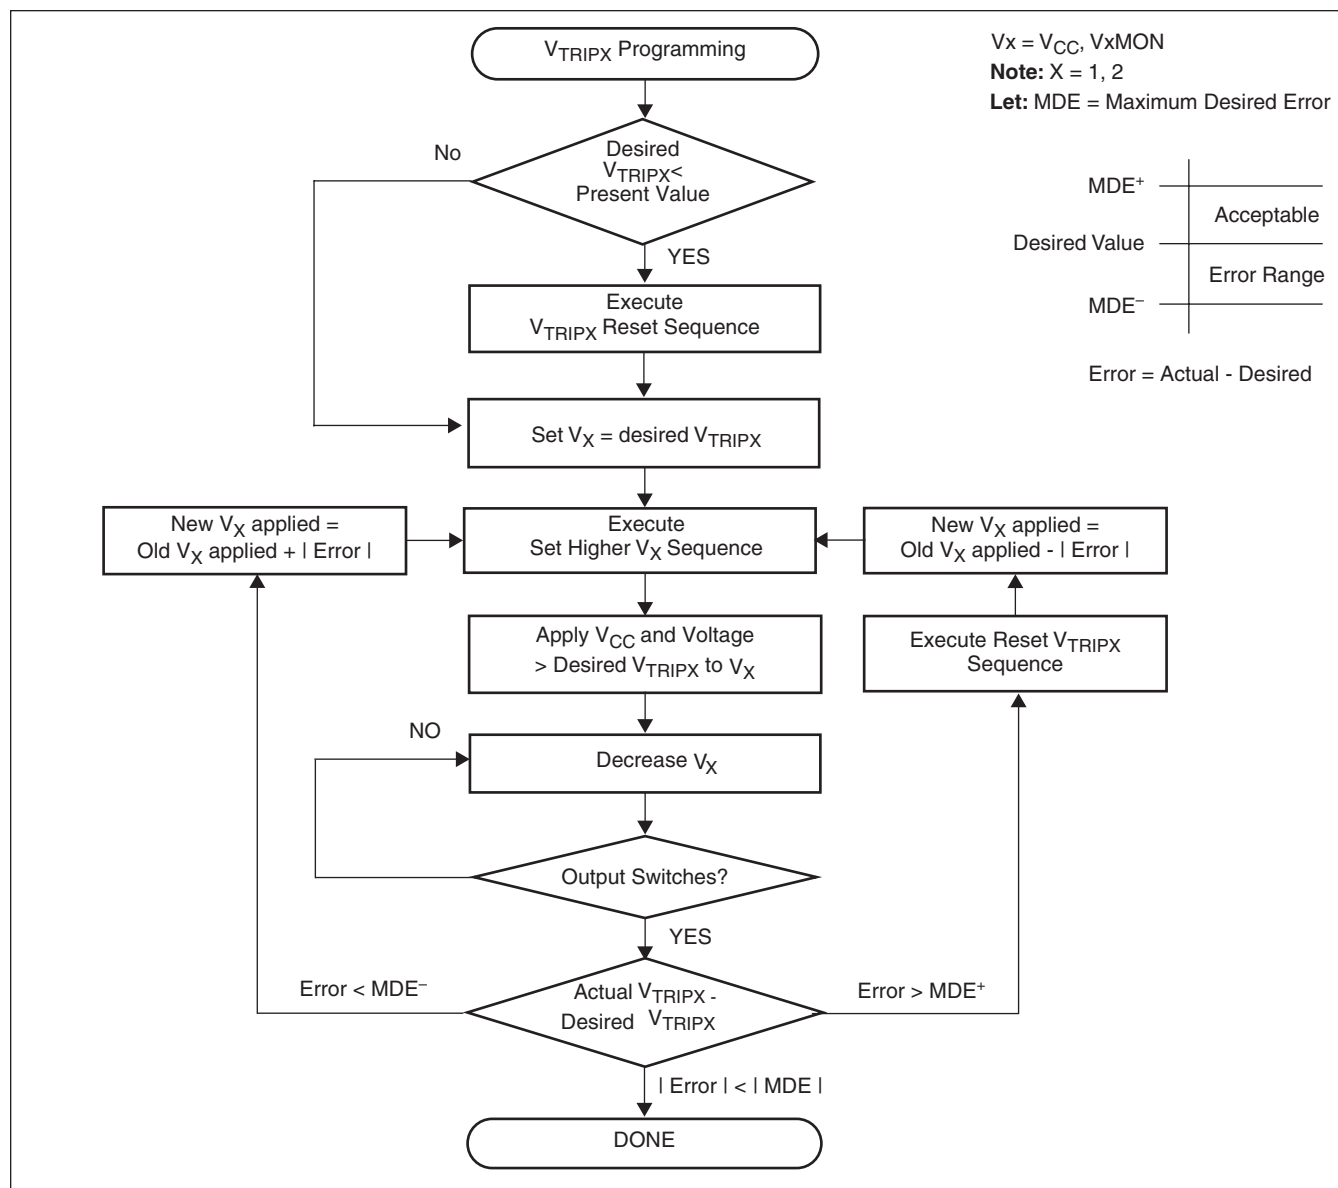 VTRIPX Programming
Vx = VCC, VxMON
Note: X = 1, 2
Let: MDE = Maximum Desired Error
No
Desired
VTRIPX<
Present Value
YES
MDE+
Acceptable
Desired Value
Error Range
MDE−
Error = Actual - Desired
Execute
VTRIPX Reset Sequence
Set VX = desired VTRIPX
New VX applied =
Old VX applied + | Error |
Execute
Set Higher VX Sequence
New VX applied =
Old VX applied - | Error |
Apply VCC and Voltage
> Desired VTRIPX to VX
Execute Reset VTRIPX
Sequence
NO
Decrease VX
Output Switches?
YES
Error < MDE−
Actual VTRIPX -
Desired VTRIPX
Error > MDE+
| Error | < | MDE |
DONE